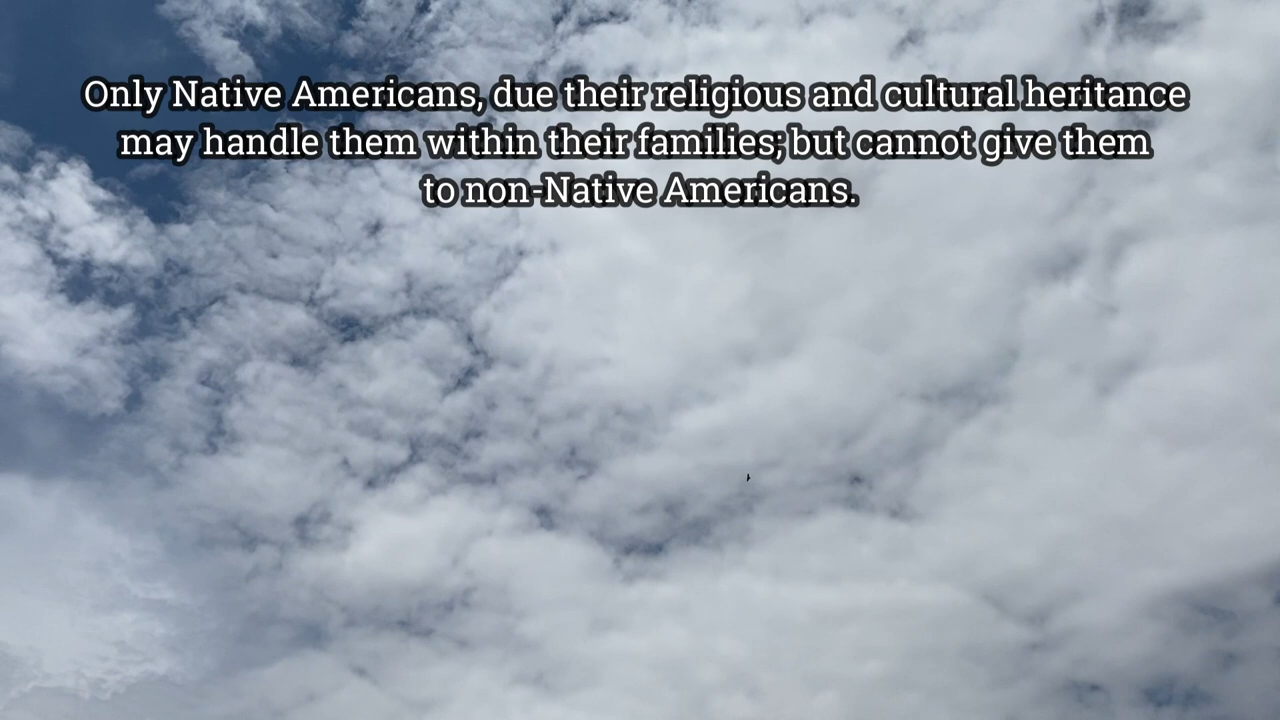 Only Native Americans, due their religious and cultural heritance
may handle them within their families; but cannot give them
to non-Native Americans.